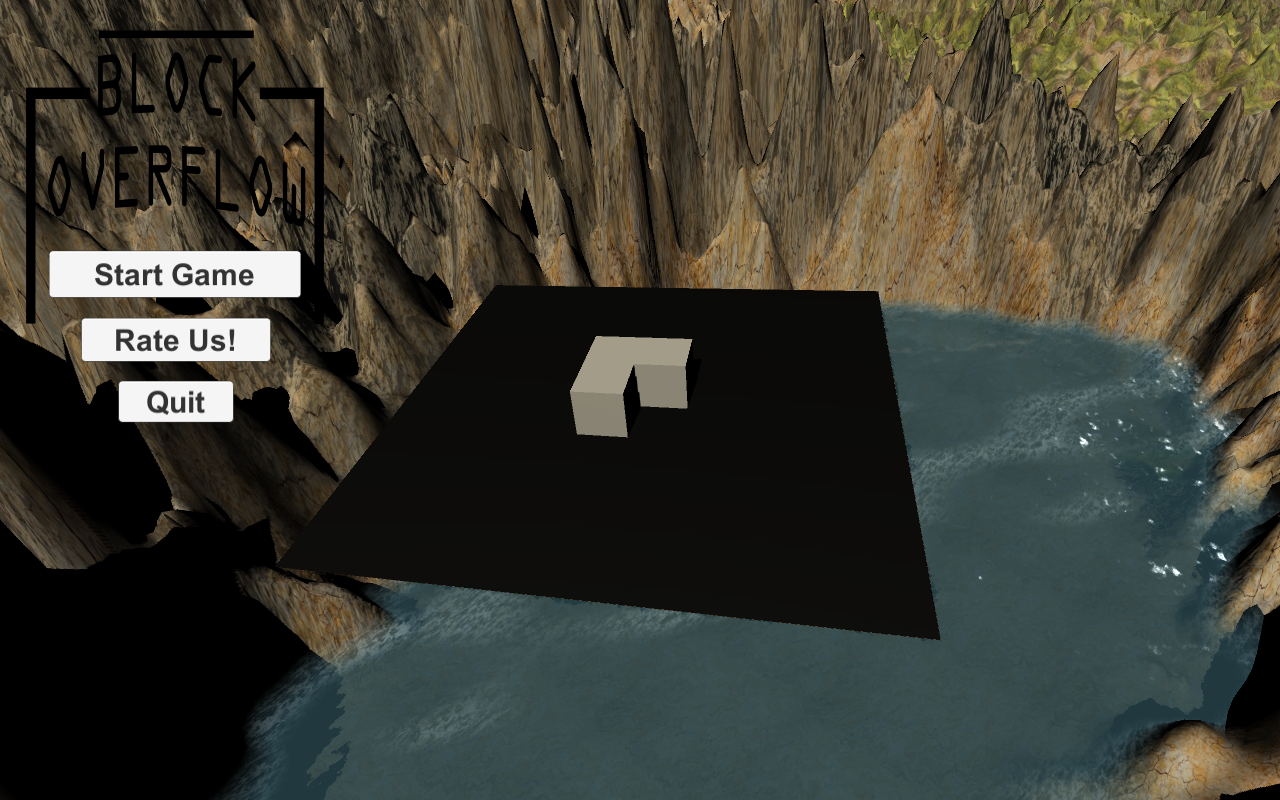 BLOCK
OVERFLOW
Start Game
Rate Us!
Quit